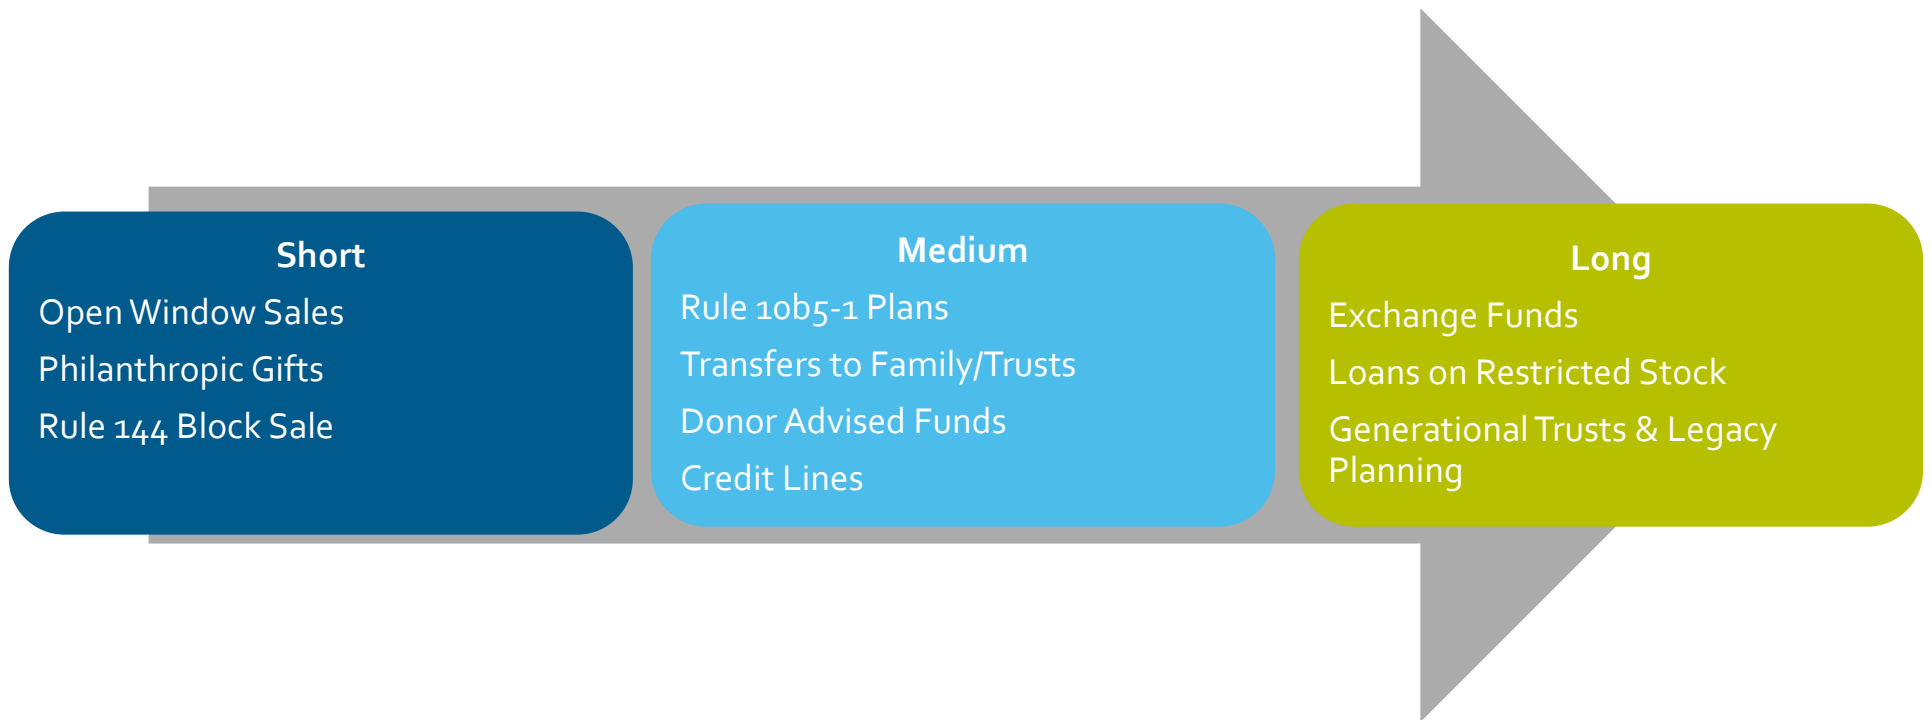 Short
Open Window Sales
Philanthropic Gifts
Rule 144 Block Sale
Medium
Rule 10b5-1 Plans
Transfers to Family/Trusts
Donor Advised Funds
Credit Lines
Long
Exchange Funds
Loans on Restricted Stock
Generational Trusts & Legacy
Planning